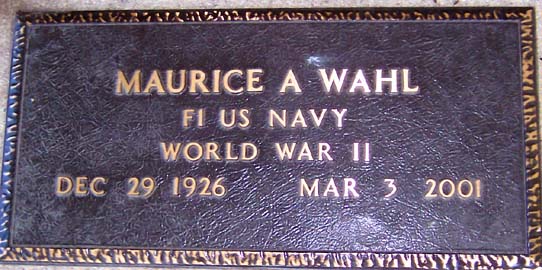 MAURICE A WAHL
F1 US NAVY
WORLD WAR II
DEC 29 1926 MAR 3 2001